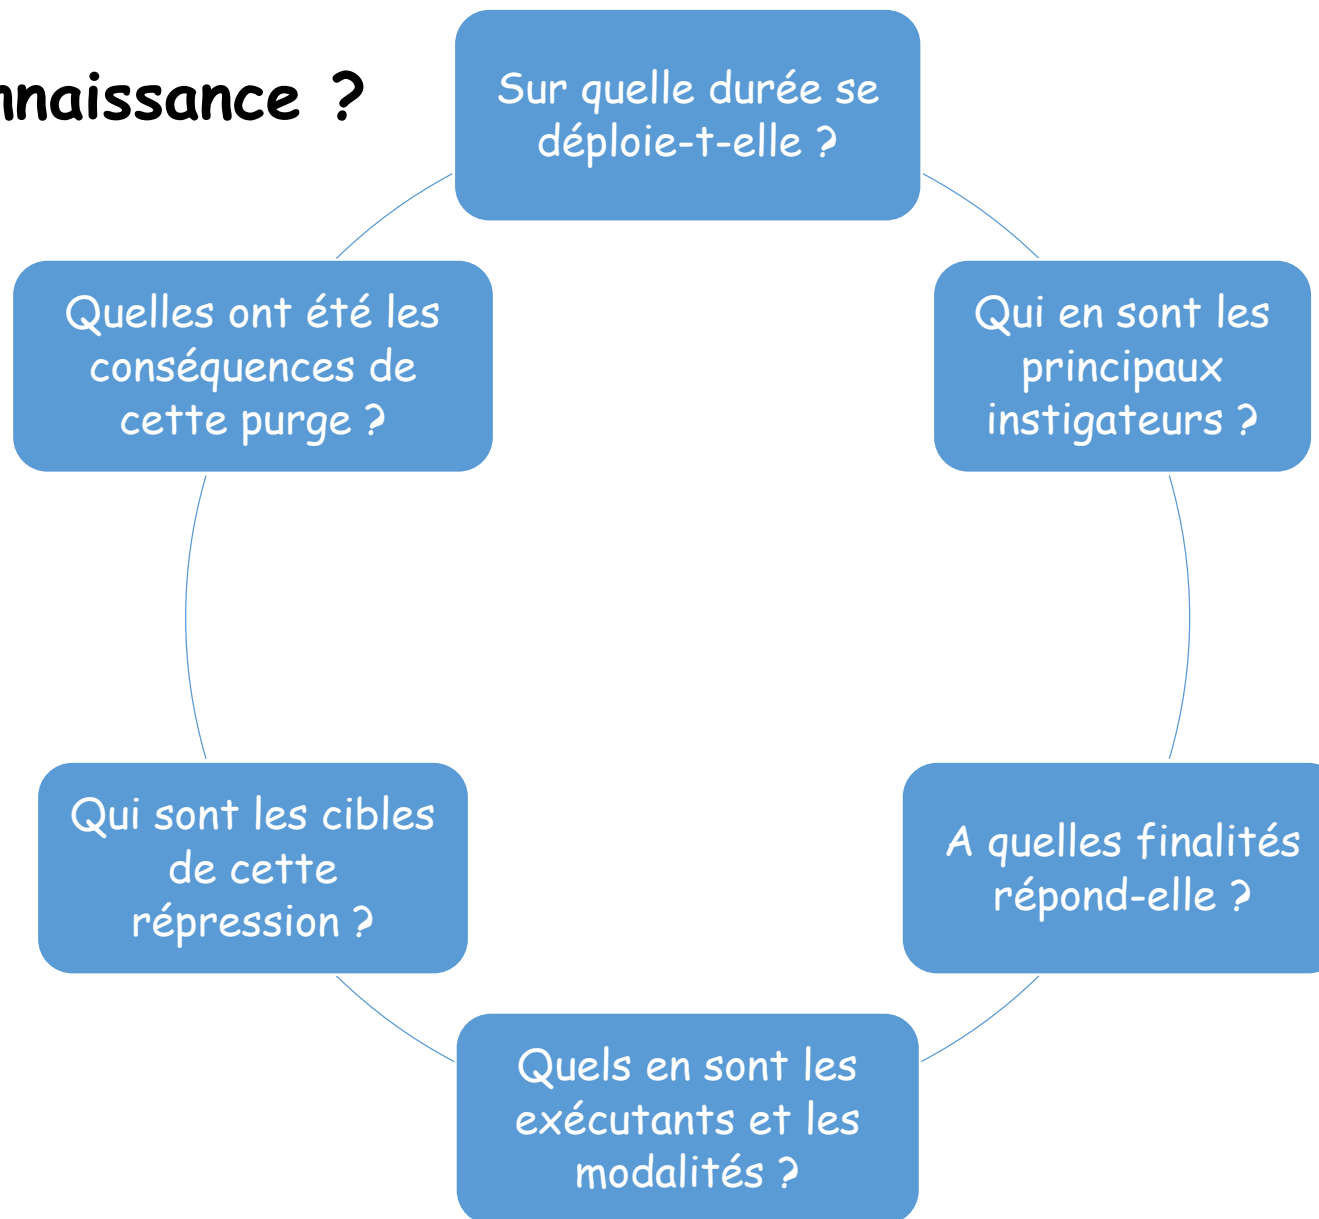 nnaissance ?
Sur quelle durée se
déploie-t-elle ?
Qui en sont les
principaux
instigateurs ?
A quelles finalités
répond-elle ?
Quels en sont les
exécutants et les
modalités ?
Qui sont les cibles
de cette
répression ?
Quelles ont été les
conséquences de
cette purge ?